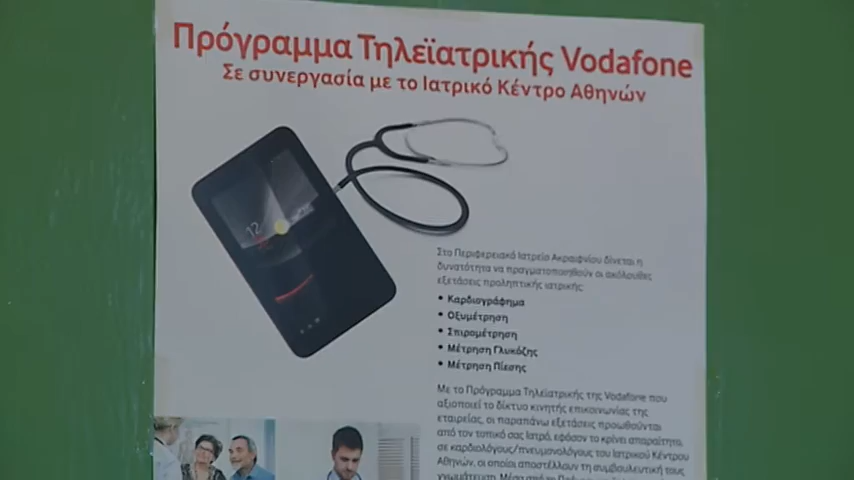 Πρόγραμμα Τηλεϊατρικής Vodafone
Σε συνεργασία με το Ιατρικό Κέντρο Αθηνών
Στο Περιφερειακό Ιατρείο Ακραιφνίου δίνεται η
δυνατότητα να πραγματοποιηθούν οι ακόλουθες
εξετάσεις προληπτικής ιατρικής:
• Καρδιογράφημα
• Οξυμέτρηση
• Σπιρομέτρηση
• Μέτρηση Γλυκόζης
• Μέτρηση Πίεσης
Με το Πρόγραμμα Τηλεϊατρικής της Vodafone που
αξιοποιεί το δίκτυο κινητής επικοινωνίας της
εταιρείας, οι παραπάνω εξετάσεις προωθούνται
από τον τοπικό σας Ιατρό, εφόσον το κρίνει απαραίτητο,
σε καρδιολόγους/πνευμονολόγους του Ιατρικού Κέντρου
Αθηνών, οι οποίοι αποστέλλουν τη συμβουλευτική τους